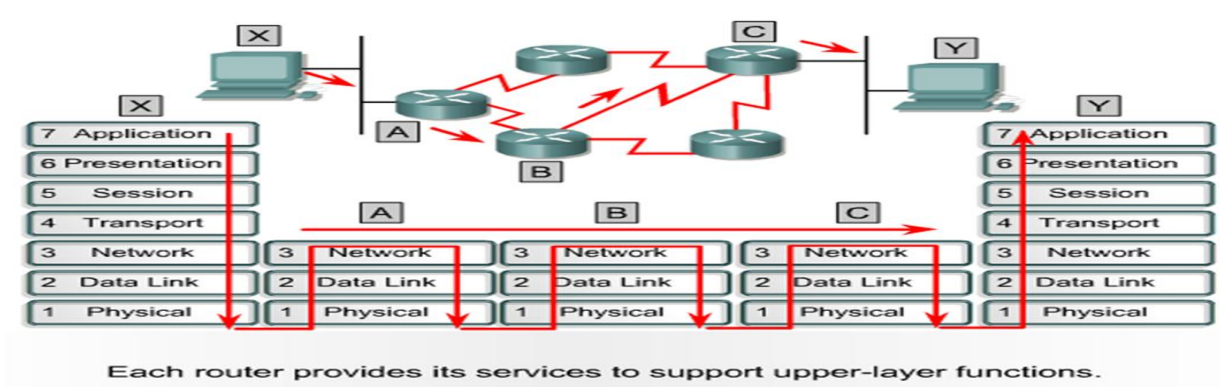 X
C
Y
A
B
X
7 Application
6 Presentation
5 Session
4 Transport
3 Network
2 Data Link
1 Physical
A
3 Network
2 Data Link
1 Physical
B
3 Network
2 Data Link
1 Physical
C
3 Network
2 Data Link
1 Physical
Y
7 Application
6 Presentation
5 Session
4 Transport
3 Network
2 Data Link
1 Physical
Each router provides its services to support upper-layer functions.